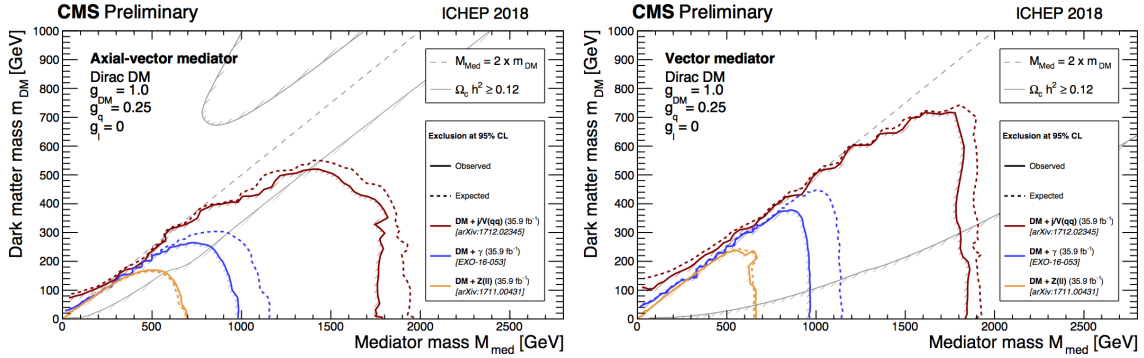 CMS Preliminary ICHEP 2018
Dark matter mass m_DM [GeV]
1000
900
800
700
600
500
400
300
200
100
0
Axial-vector mediator
Dirac DM
g_DM = 1.0
g_q = 0.25
g_l = 0
M_Med = 2 x m_DM
Ω_c h² ≥ 0.12
Exclusion at 95% CL
Observed
Expected
DM + j/V(qq) (35.9 fb⁻¹)
[arXiv:1712.02345]
DM + γ (35.9 fb⁻¹)
[EXO-16-053]
DM + Z(ll) (35.9 fb⁻¹)
[arXiv:1711.00431]
0 500 1000 1500 2000 2500
Mediator mass M_med [GeV]
CMS Preliminary ICHEP 2018
Dark matter mass m_DM [GeV]
1000
900
800
700
600
500
400
300
200
100
0
Vector mediator
Dirac DM
g_DM = 1.0
g_q = 0.25
g_l = 0
M_Med = 2 x m_DM
Ω_c h² ≥ 0.12
Exclusion at 95% CL
Observed
Expected
DM + j/V(qq) (35.9 fb⁻¹)
[arXiv:1712.02345]
DM + γ (35.9 fb⁻¹)
[EXO-16-053]
DM + Z(ll) (35.9 fb⁻¹)
[arXiv:1711.00431]
0 500 1000 1500 2000 2500
Mediator mass M_med [GeV]